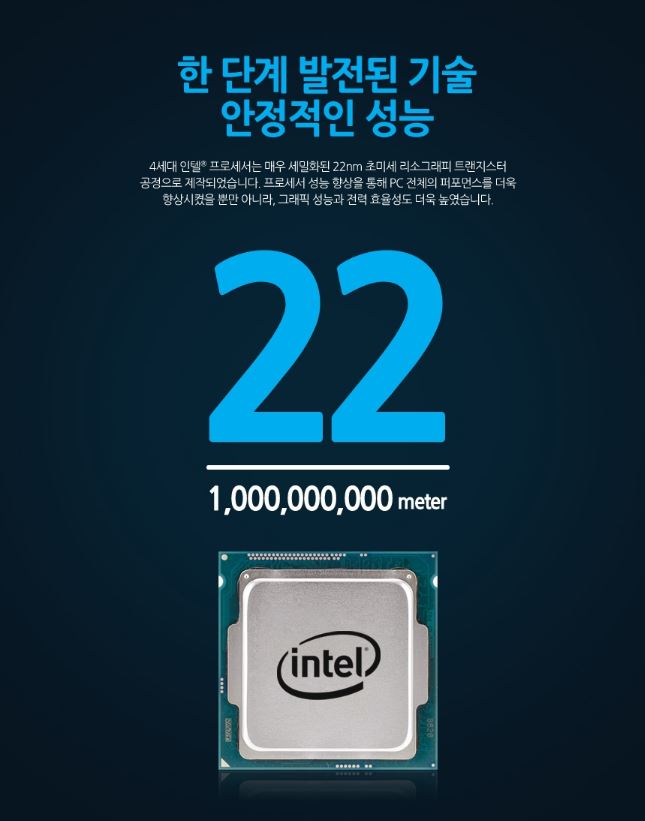 한 단계 발전된 기술
안정적인 성능
4세대 인텔® 프로세서는 매우 세밀화된 22nm 초미세 리소그래피 트랜지스터
공정으로 제작되었습니다. 프로세서 성능 향상을 통해 PC 전체의 퍼포먼스를 더욱
향상시켰을 뿐만 아니라, 그래픽 성능과 전력 효율성도 더욱 높였습니다.
22
1,000,000,000 meter
intel®